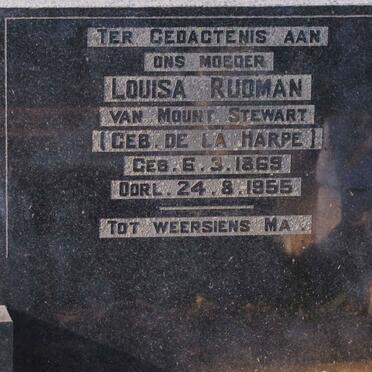 TER GEDACTENIS AAN
ONS MOEDER
LOUISA RUDMAN
VAN MOUNT STEWART
(GEB. DE LA HARPE)
GEB. 6.3.1869
OORL. 24.8.1955
TOT WEERSIENS MA..